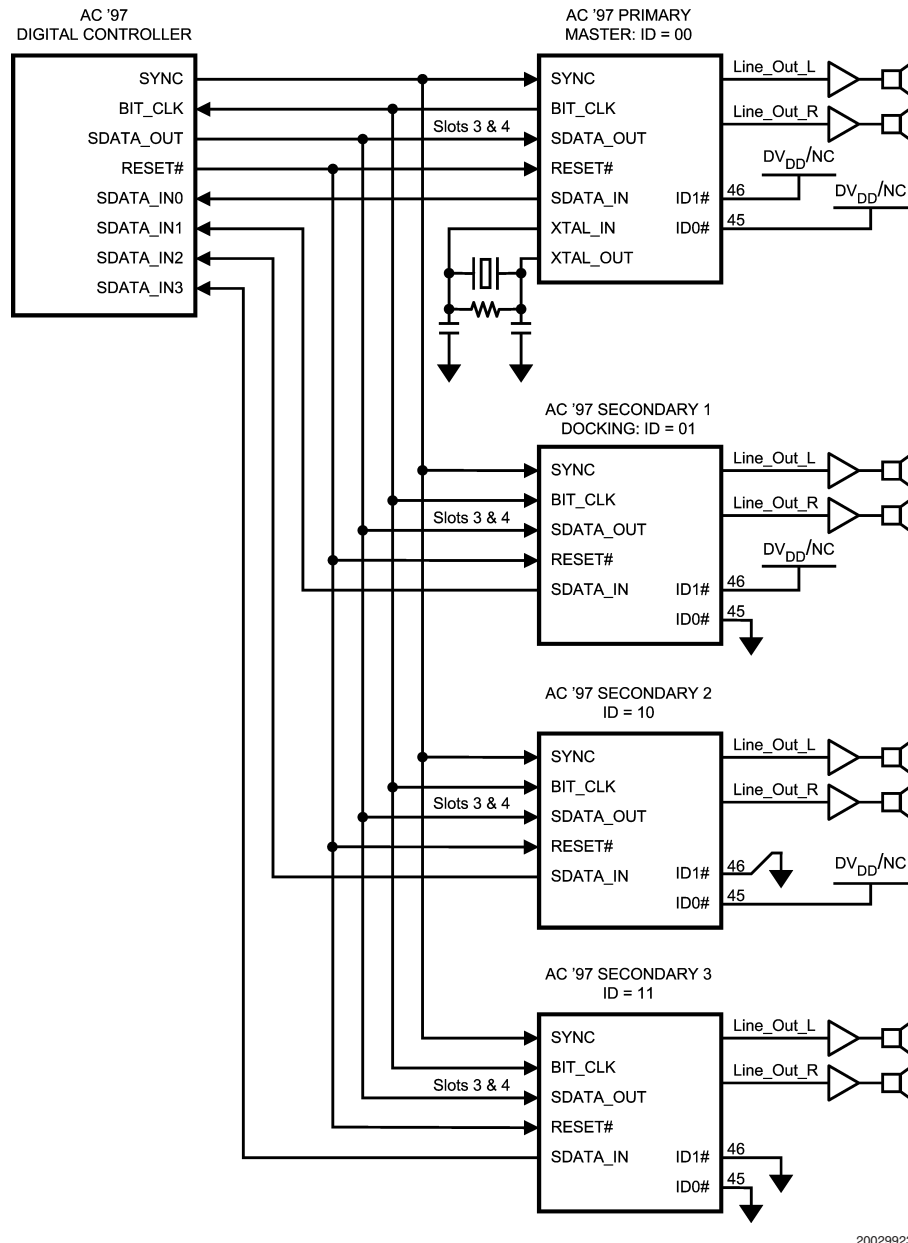 AC '97
DIGITAL CONTROLLER
SYNC
BIT_CLK
SDATA_OUT
RESET#
SDATA_IN0
SDATA_IN1
SDATA_IN2
SDATA_IN3
AC '97 PRIMARY
MASTER: ID = 00
SYNC
BIT_CLK
Slots 3 & 4
SDATA_OUT
RESET#
SDATA_IN
XTAL_IN
XTAL_OUT
Line_Out_L
Line_Out_R
DVDD/NC
ID1# 46
DVDD/NC
ID0# 45
AC '97 SECONDARY 1
DOCKING: ID = 01
SYNC
BIT_CLK
Slots 3 & 4
SDATA_OUT
RESET#
SDATA_IN
Line_Out_L
Line_Out_R
DVDD/NC
ID1# 46
ID0# 45
AC '97 SECONDARY 2
ID = 10
SYNC
BIT_CLK
Slots 3 & 4
SDATA_OUT
RESET#
SDATA_IN
Line_Out_L
Line_Out_R
ID1# 46
DVDD/NC
ID0# 45
AC '97 SECONDARY 3
ID = 11
SYNC
BIT_CLK
Slots 3 & 4
SDATA_OUT
RESET#
SDATA_IN
Line_Out_L
Line_Out_R
ID1# 46
ID0# 45